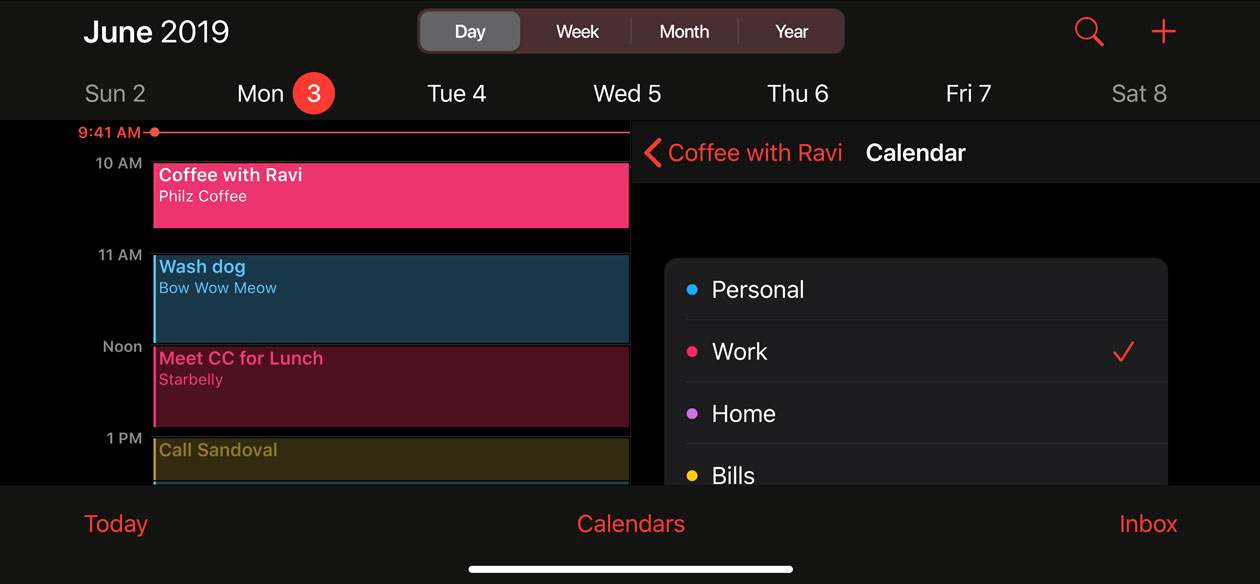 June 2019
Day Week Month Year
Sun 2 Mon 3 Tue 4 Wed 5 Thu 6 Fri 7 Sat 8
9:41 AM
10 AM
Coffee with Ravi
Philz Coffee
11 AM
Wash dog
Bow Wow Meow
Noon
Meet CC for Lunch
Starbelly
1 PM
Call Sandoval
Coffee with Ravi Calendar
Personal
Work
Home
Bills
Today Calendars Inbox